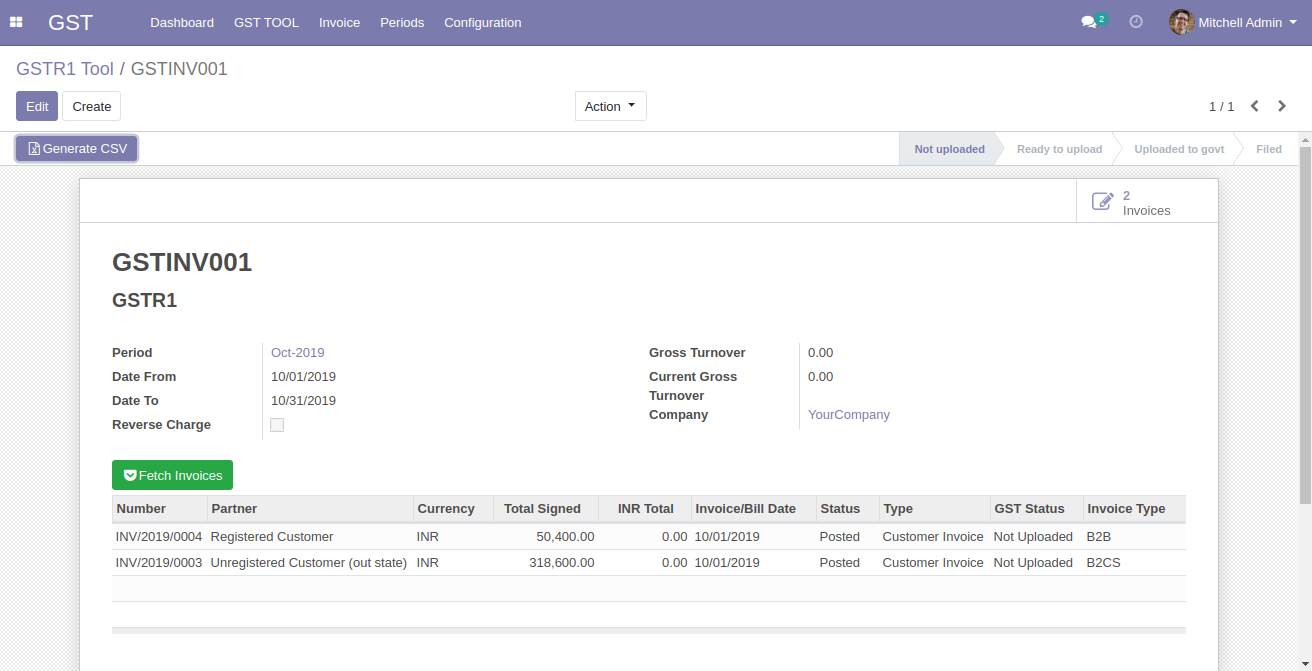 GST Dashboard GST TOOL Invoice Periods Configuration 2 Mitchell Admin
GSTR1 Tool / GSTINV001
Edit Create Action 1 / 1
Generate CSV Not uploaded Ready to upload Uploaded to govt Filed
2
Invoices
GSTINV001
GSTR1
Period Oct-2019 Gross Turnover 0.00
Date From 10/01/2019 Current Gross 0.00
Date To 10/31/2019 Turnover
Reverse Charge Company YourCompany
Fetch Invoices
Number Partner Currency Total Signed INR Total Invoice/Bill Date Status Type GST Status Invoice Type
INV/2019/0004 Registered Customer INR 50,400.00 0.00 10/01/2019 Posted Customer Invoice Not Uploaded B2B
INV/2019/0003 Unregistered Customer (out state) INR 318,600.00 0.00 10/01/2019 Posted Customer Invoice Not Uploaded B2CS